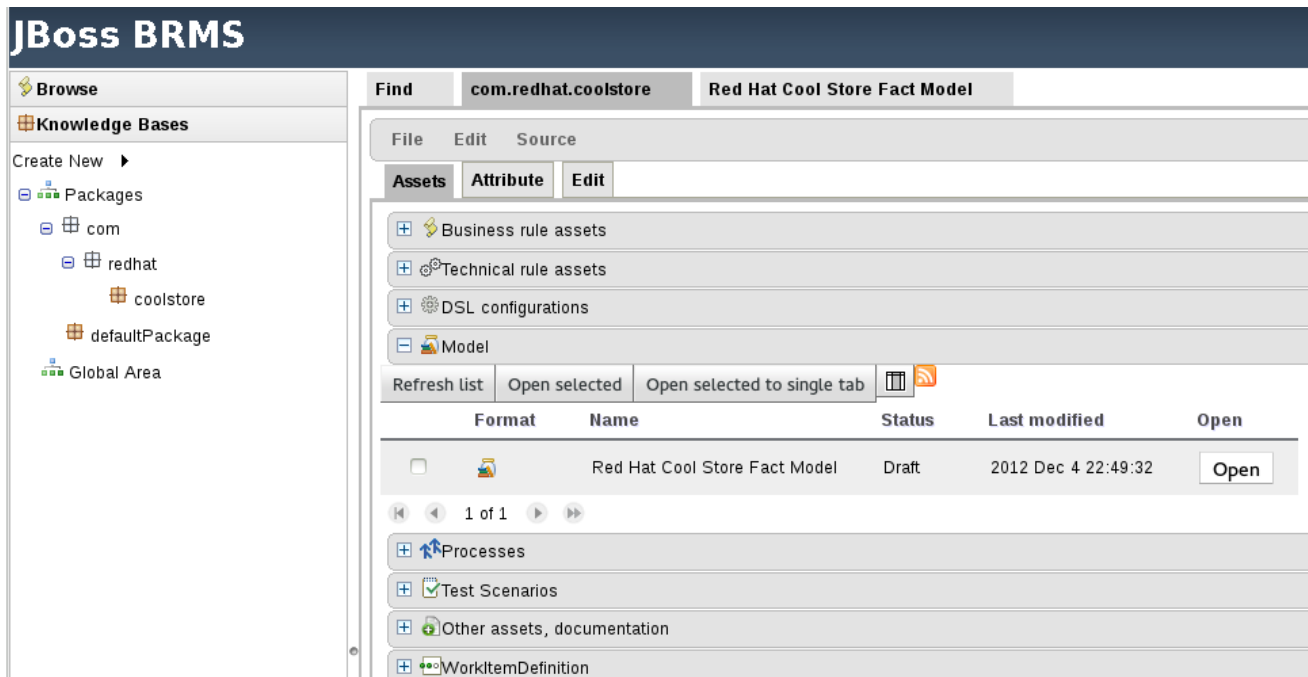 JBoss BRMS
Browse
Knowledge Bases
Create New
Packages
com
redhat
coolstore
defaultPackage
Global Area
Find com.redhat.coolstore Red Hat Cool Store Fact Model
File Edit Source
Assets Attribute Edit
Business rule assets
Technical rule assets
DSL configurations
Model
Refresh list Open selected Open selected to single tab
Format Name Status Last modified Open
Red Hat Cool Store Fact Model Draft 2012 Dec 4 22:49:32 Open
1 of 1
Processes
Test Scenarios
Other assets, documentation
WorkItemDefinition